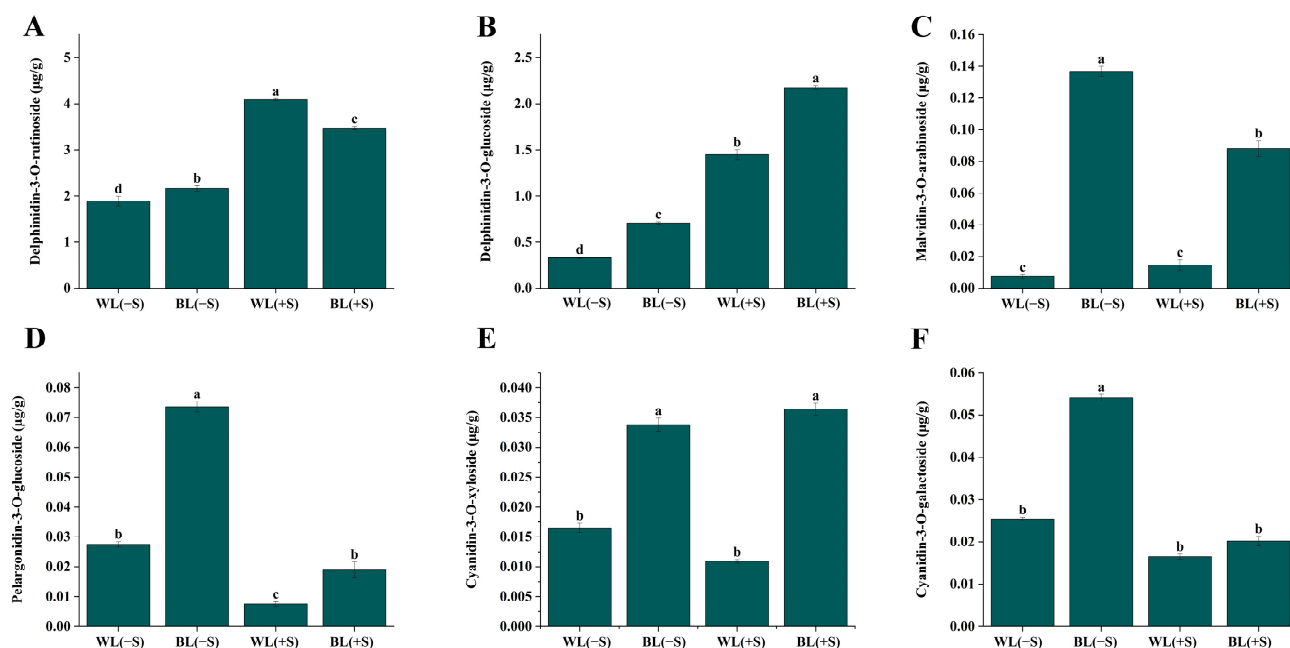 A
Delphinidin-3-O-rutinoside (μg/g)
5
4
3
2
1
0
d
b
a
c
WL(−S)
BL(−S)
WL(+S)
BL(+S)
B
Delphinidin-3-O-glucoside (μg/g)
2.5
2.0
1.5
1.0
0.5
0.0
d
c
b
a
WL(−S)
BL(−S)
WL(+S)
BL(+S)
C
Malvidin-3-O-arabinoside (μg/g)
0.16
0.14
0.12
0.10
0.08
0.06
0.04
0.02
0.00
c
a
c
b
WL(−S)
BL(−S)
WL(+S)
BL(+S)
D
Pelargonidin-3-O-glucoside (μg/g)
0.08
0.07
0.06
0.05
0.04
0.03
0.02
0.01
0.00
b
a
c
b
WL(−S)
BL(−S)
WL(+S)
BL(+S)
E
Cyanidin-3-O-xyloside (μg/g)
0.040
0.035
0.030
0.025
0.020
0.015
0.010
0.005
0.000
b
a
b
a
WL(−S)
BL(−S)
WL(+S)
BL(+S)
F
Cyanidin-3-O-galactoside (μg/g)
0.06
0.05
0.04
0.03
0.02
0.01
0.00
b
a
b
b
WL(−S)
BL(−S)
WL(+S)
BL(+S)